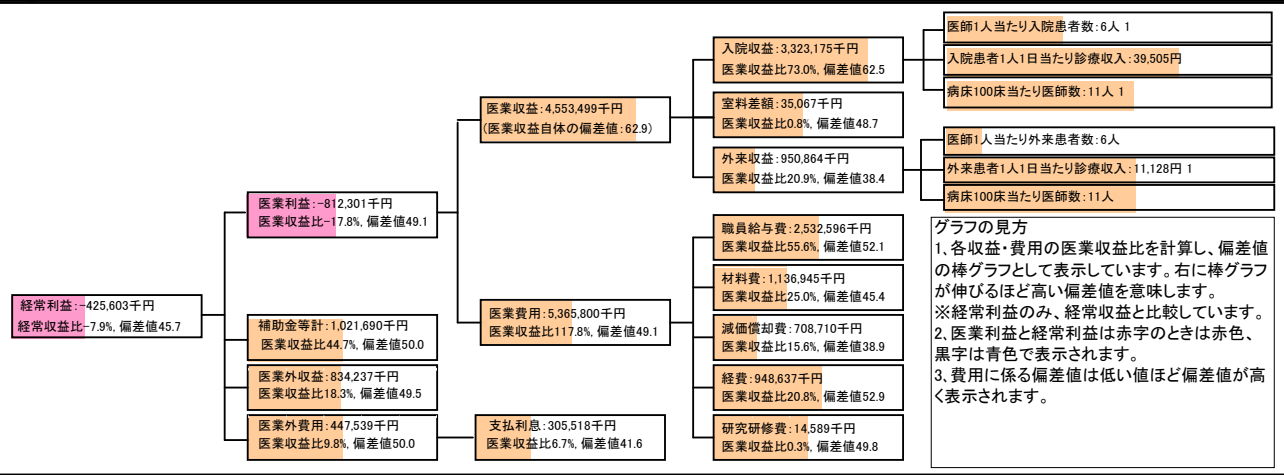 経常利益:-425,603千円
経常収益比-7.9%, 偏差値45.7
医業利益:-812,301千円
医業収益比-17.8%, 偏差値49.1
補助金等計:1,021,690千円
医業収益比44.7%, 偏差値50.0
医業外収益:834,237千円
医業収益比18.3%, 偏差値49.5
医業外費用:447,539千円
医業収益比9.8%, 偏差値50.0
支払利息:305,518千円
医業収益比6.7%, 偏差値41.6
医業収益:4,553,499千円
(医業収益自体の偏差値:62.9)
医業費用:5,365,800千円
医業収益比117.8%, 偏差値49.1
入院収益:3,323,175千円
医業収益比73.0%, 偏差値62.5
室料差額:35,067千円
医業収益比0.8%, 偏差値48.7
外来収益:950,864千円
医業収益比20.9%, 偏差値38.4
職員給与費:2,532,596千円
医業収益比55.6%, 偏差値52.1
材料費:1,136,945千円
医業収益比25.0%, 偏差値45.4
減価償却費:708,710千円
医業収益比15.6%, 偏差値38.9
経費:948,637千円
医業収益比20.8%, 偏差値52.9
研究研修費:14,589千円
医業収益比0.3%, 偏差値49.8
医師1人当たり入院患者数:6人 1
入院患者1人1日当たり診療収入:39,505円
病床100床当たり医師数:11人 1
医師1人当たり外来患者数:6人
外来患者1人1日当たり診療収入:11,128円 1
病床100床当たり医師数:11人
グラフの見方
1、各収益・費用の医業収益比を計算し、偏差値
の棒グラフとして表示しています。右に棒グラフ
が伸びるほど高い偏差値を意味します。
※経常利益のみ、経常収益と比較しています。
2、医業利益と経常利益は赤字のときは赤色、
黒字は青色で表示されます。
3、費用に係る偏差値は低い値ほど偏差値が高
く表示されます。